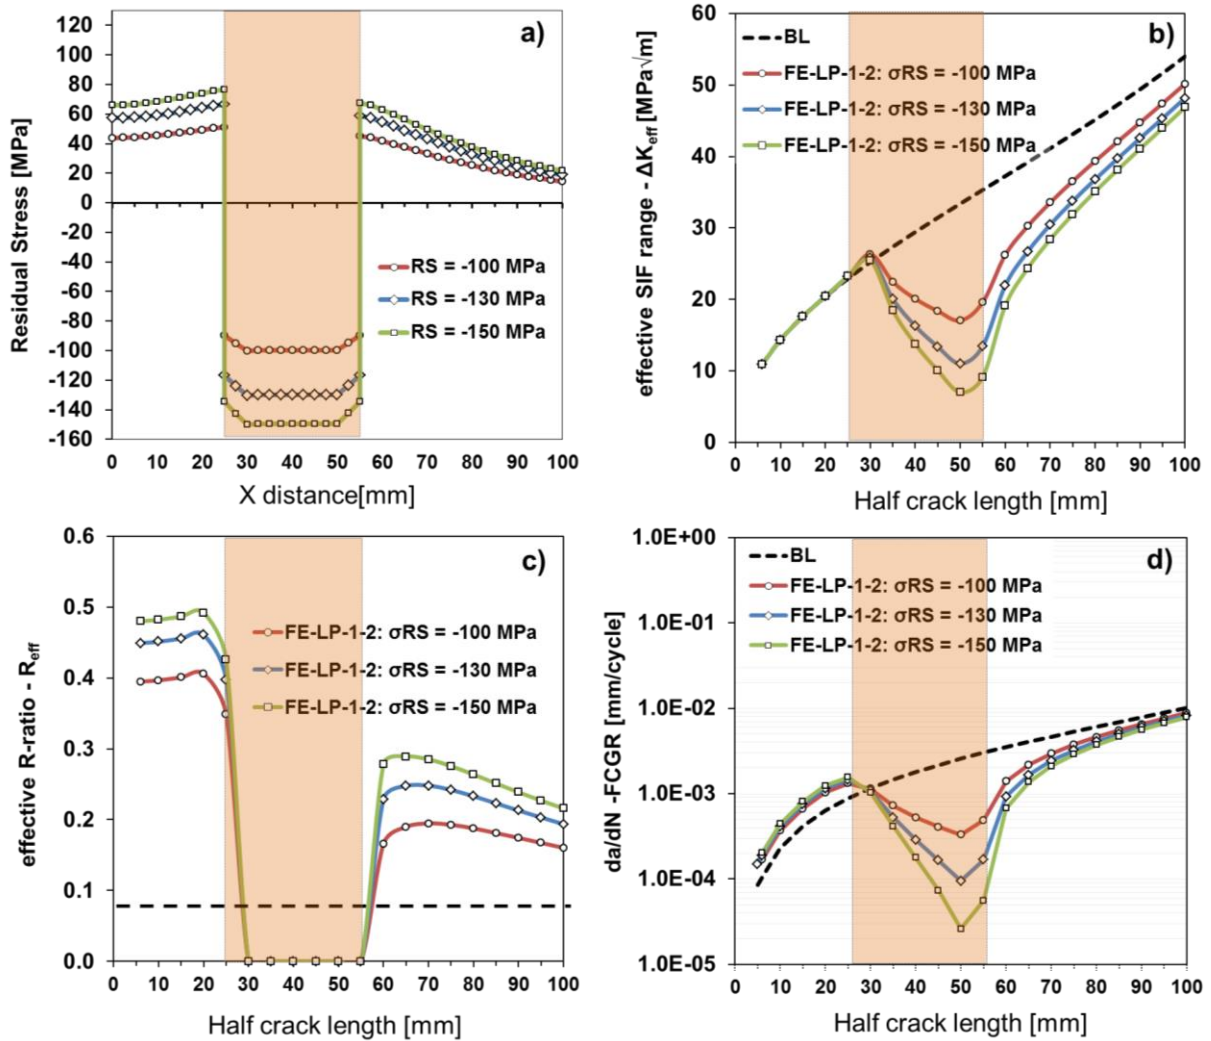 a)
Residual Stress [MPa]
120
100
80
60
40
20
0
-20
-40
-60
-80
-100
-120
-140
-160
RS = -100 MPa
RS = -130 MPa
RS = -150 MPa
0 10 20 30 40 50 60 70 80 90 100
X distance[mm]
b)
effective SIF range - ΔKeff [MPa√m]
60
50
40
30
20
10
0
BL
FE-LP-1-2: σRS = -100 MPa
FE-LP-1-2: σRS = -130 MPa
FE-LP-1-2: σRS = -150 MPa
0 10 20 30 40 50 60 70 80 90 100
Half crack length [mm]
c)
effective R-ratio - Reff
0.6
0.5
0.4
0.3
0.2
0.1
0.0
FE-LP-1-2: σRS = -100 MPa
FE-LP-1-2: σRS = -130 MPa
FE-LP-1-2: σRS = -150 MPa
0 10 20 30 40 50 60 70 80 90 100
Half crack length [mm]
d)
da/dN -FCGR [mm/cycle]
1.0E+00
1.0E-01
1.0E-02
1.0E-03
1.0E-04
1.0E-05
BL
FE-LP-1-2: σRS = -100 MPa
FE-LP-1-2: σRS = -130 MPa
FE-LP-1-2: σRS = -150 MPa
0 10 20 30 40 50 60 70 80 90 100
Half crack length [mm]